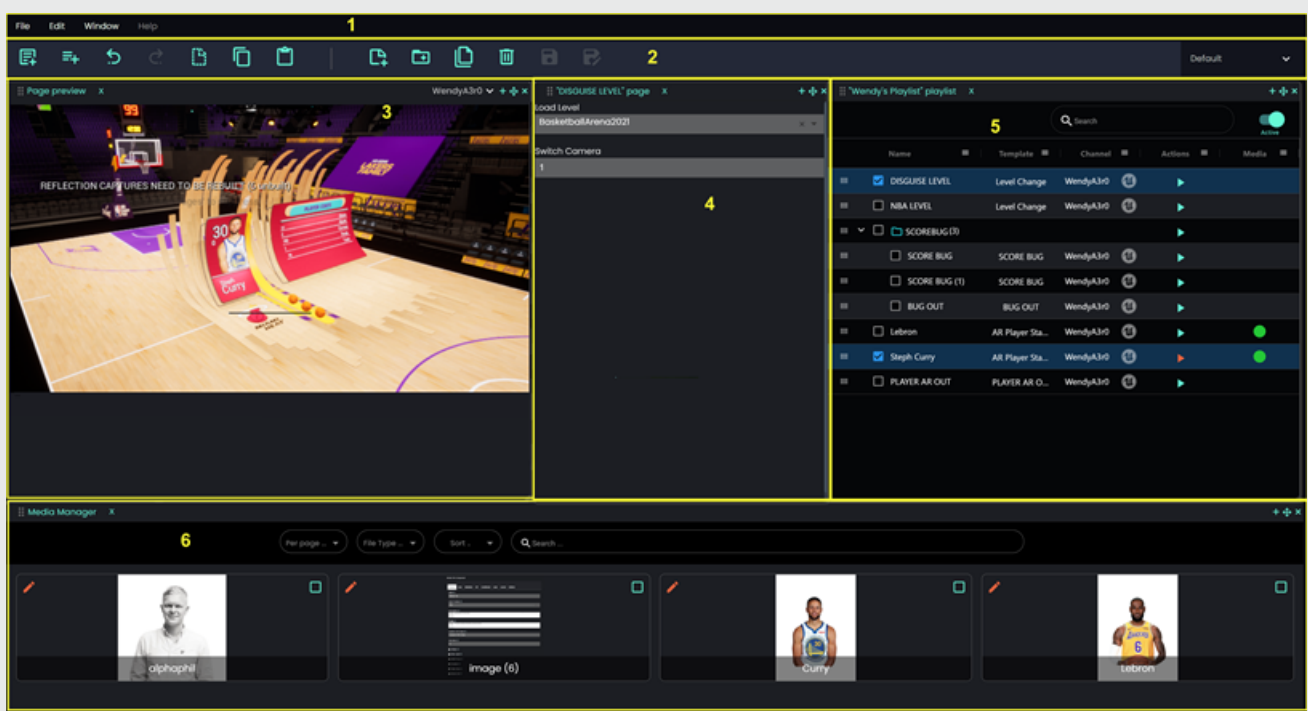 File Edit Window Help 1
2 Default
Page preview x WendyA3r0
3
REFLECTION CAPTURES NEED TO BE REBUILT
30
Curry
"DISGUISE LEVEL" page x
Load Level
BasketballArena2021
Switch Camera
1
4
"Wendy's Playlist" playlist x
5 Search Active
Name Template Channel Actions Media
DISGUISE LEVEL Level Change WendyA3r0
NBA LEVEL Level Change WendyA3r0
SCOREBUG (3)
SCORE BUG SCORE BUG WendyA3r0
SCORE BUG (1) SCORE BUG WendyA3r0
BUG OUT BUG OUT WendyA3r0
Lebron AR Player Sta... WendyA3r0
Steph Curry AR Player Sta... WendyA3r0
PLAYER AR OUT PLAYER AR O... WendyA3r0
Media Manager x
6 Per page ... File Type ... Sort .. Search ...
alphaphil
image (6)
Curry
Lebron